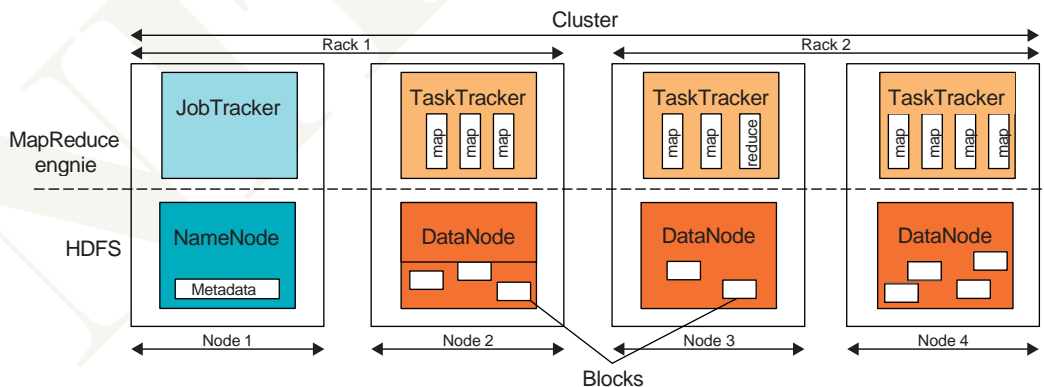 Cluster
Rack 1
Rack 2
MapReduce
engnie
JobTracker
TaskTracker
map
map
map
TaskTracker
map
map
reduce
TaskTracker
map
map
map
map
HDFS
NameNode
Metadata
DataNode
DataNode
DataNode
Node 1
Node 2
Node 3
Node 4
Blocks